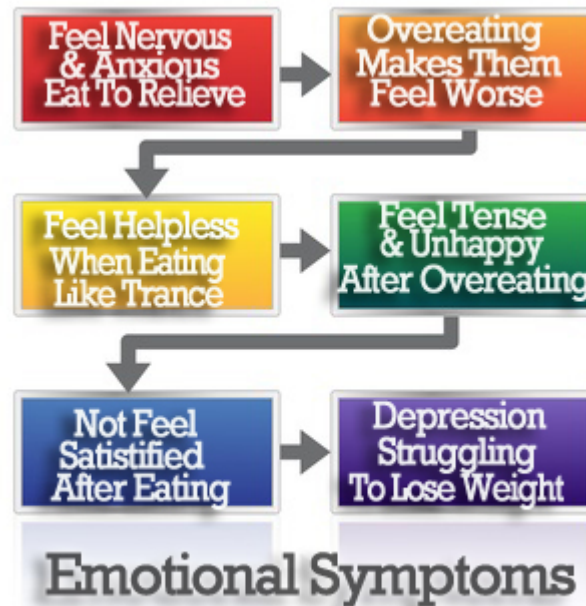 Feel Nervous
& Anxious
Eat To Relieve
Overeating
Makes Them
Feel Worse
Feel Helpless
When Eating
Like Trance
Feel Tense
& Unhappy
After Overeating
Not Feel
Satistified
After Eating
Depression
Struggling
To Lose Weight
Emotional Symptoms